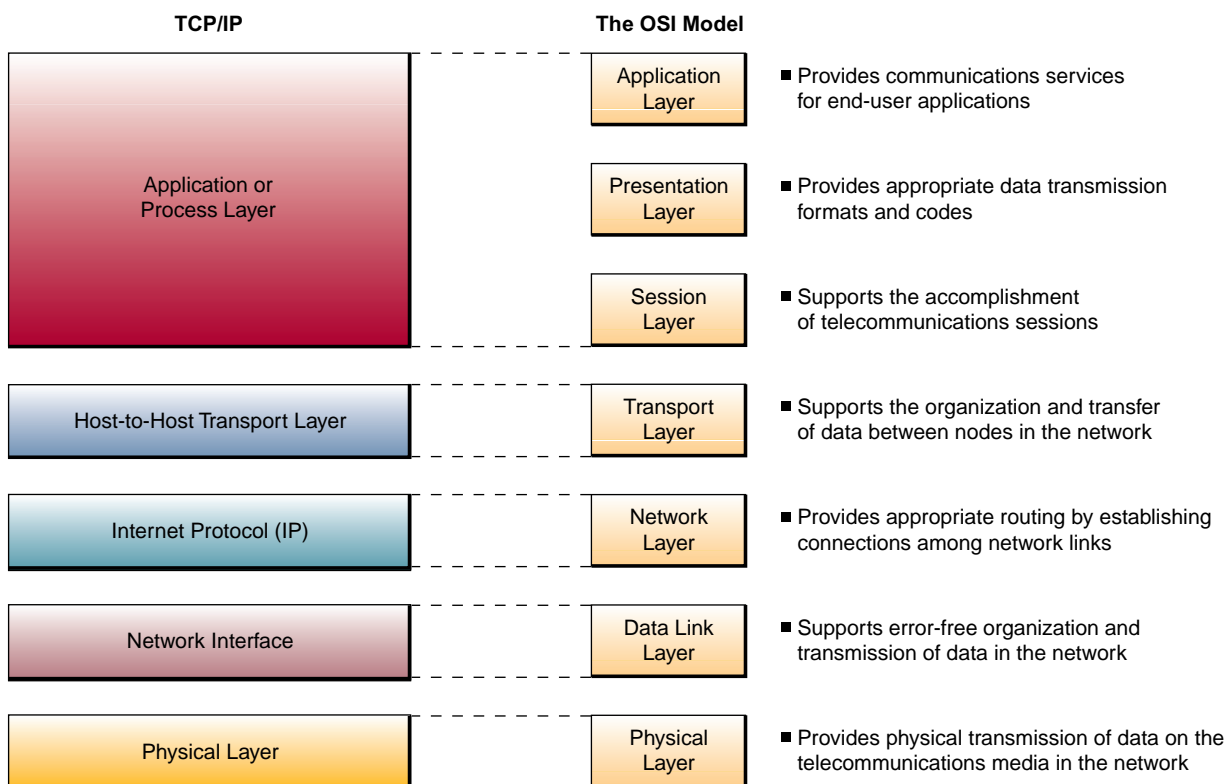 TCP/IP
The OSI Model
Application or
Process Layer
Application
Layer
■ Provides communications services
for end-user applications
Presentation
Layer
■ Provides appropriate data transmission
formats and codes
Session
Layer
■ Supports the accomplishment
of telecommunications sessions
Host-to-Host Transport Layer
Transport
Layer
■ Supports the organization and transfer
of data between nodes in the network
Internet Protocol (IP)
Network
Layer
■ Provides appropriate routing by establishing
connections among network links
Network Interface
Data Link
Layer
■ Supports error-free organization and
transmission of data in the network
Physical Layer
Physical
Layer
■ Provides physical transmission of data on the
telecommunications media in the network